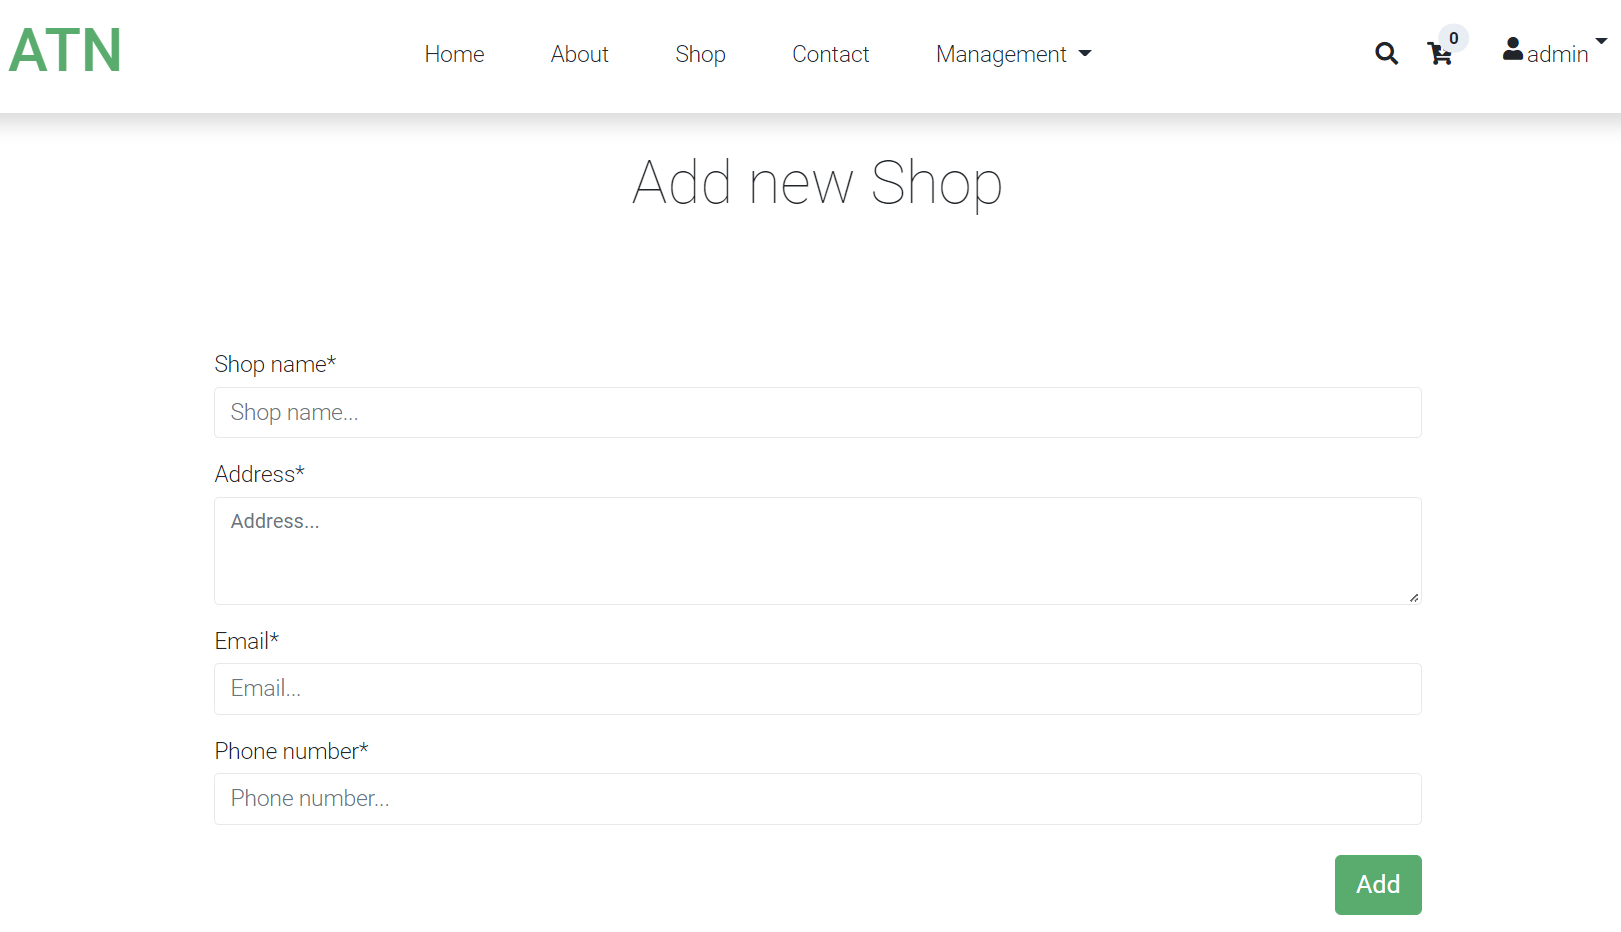 ATN
Home About Shop Contact Management 0 admin
Add new Shop
Shop name*
Shop name...
Address*
Address...
Email*
Email...
Phone number*
Phone number...
Add